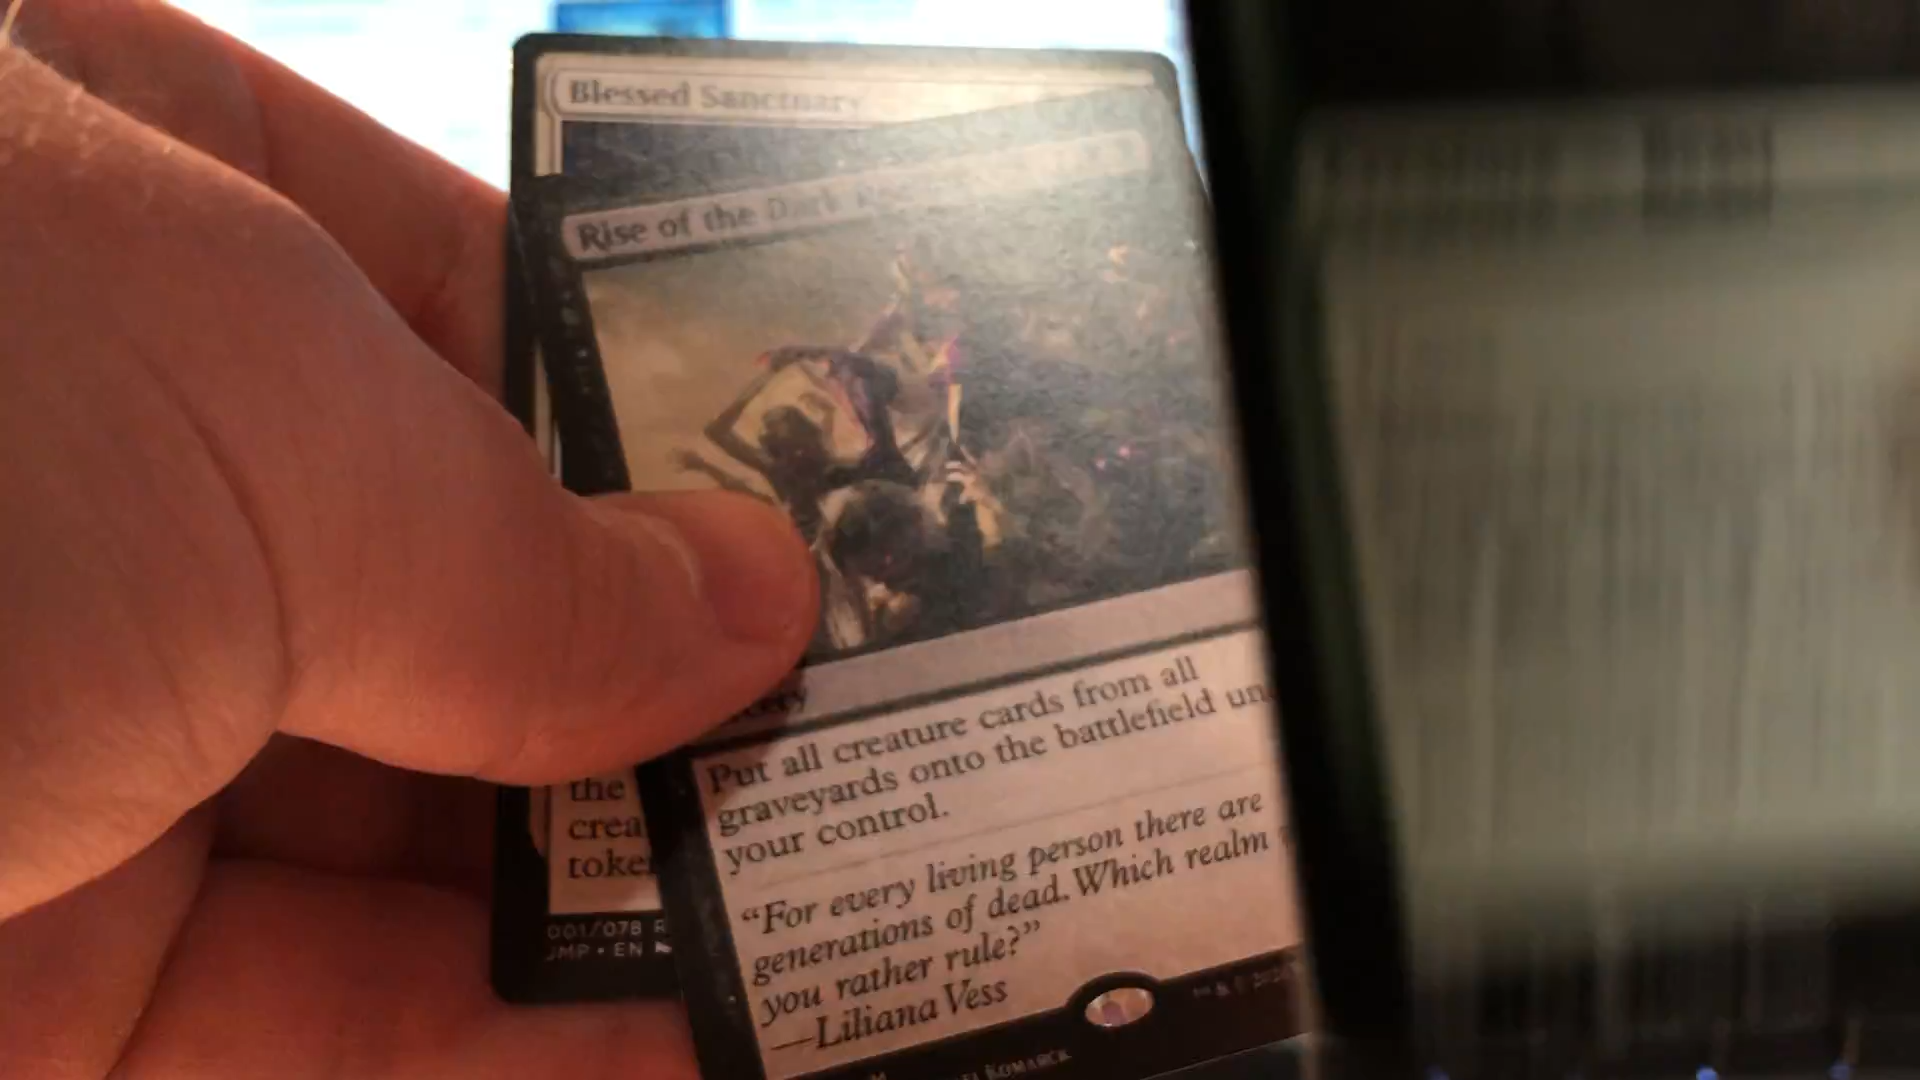 Blessed Sanctuary
Rise of the Dark
Put all creature cards from all
graveyards onto the battlefield un
your control.
"For every living person there are
generations of dead. Which realm
you rather rule?"
—Liliana Vess
the
crea
toke
001/078 R
JMP • EN